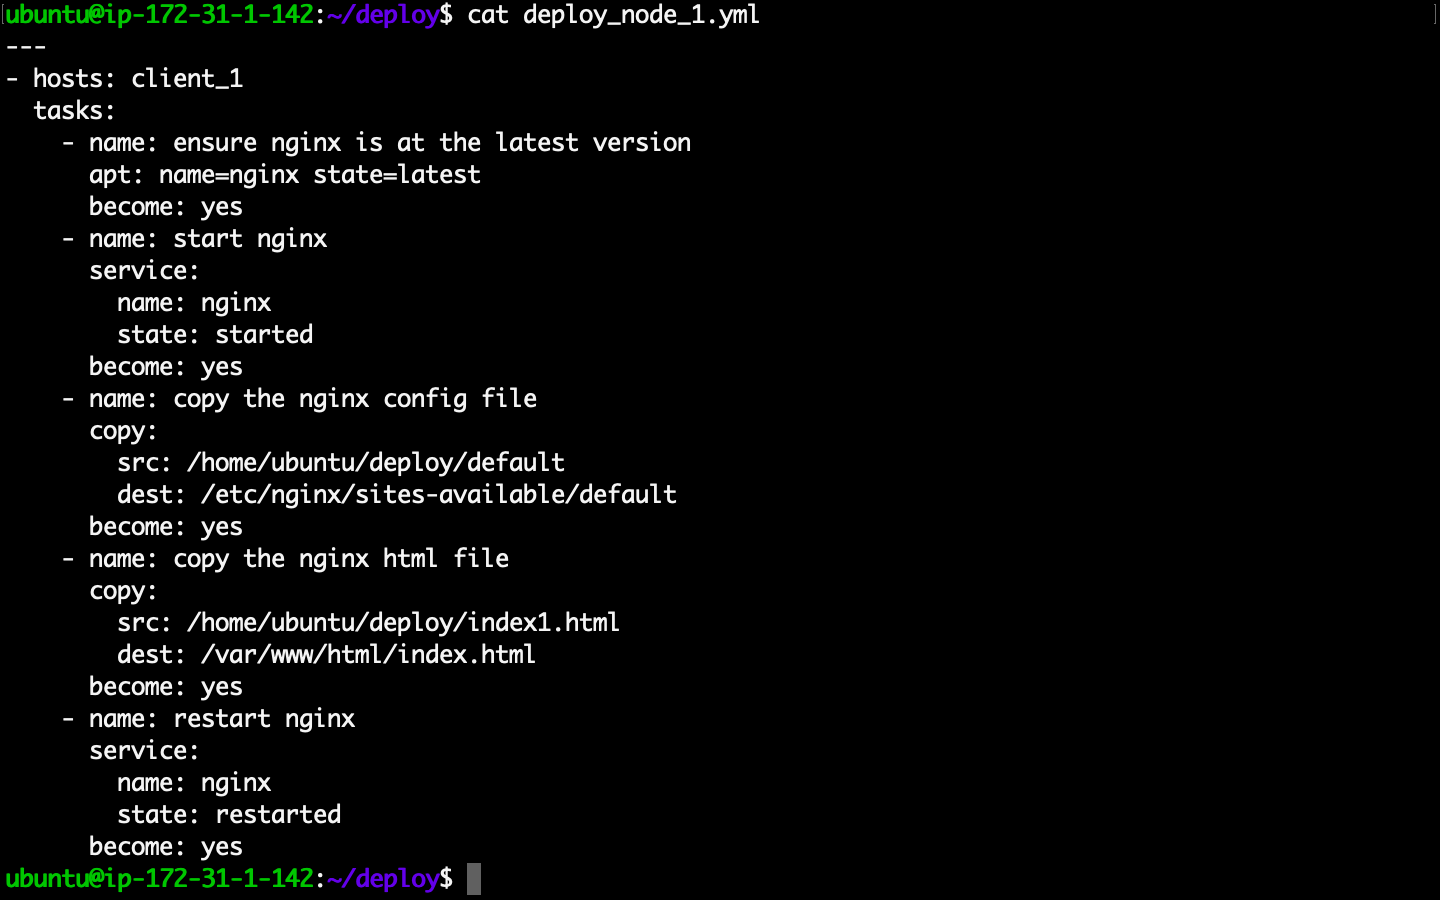 ubuntu@ip-172-31-1-142:~/deploy$ cat deploy_node_1.yml
---
- hosts: client_1
  tasks:
    - name: ensure nginx is at the latest version
      apt: name=nginx state=latest
      become: yes
    - name: start nginx
      service:
        name: nginx
        state: started
      become: yes
    - name: copy the nginx config file
      copy:
        src: /home/ubuntu/deploy/default
        dest: /etc/nginx/sites-available/default
      become: yes
    - name: copy the nginx html file
      copy:
        src: /home/ubuntu/deploy/index1.html
        dest: /var/www/html/index.html
      become: yes
    - name: restart nginx
      service:
        name: nginx
        state: restarted
      become: yes
ubuntu@ip-172-31-1-142:~/deploy$